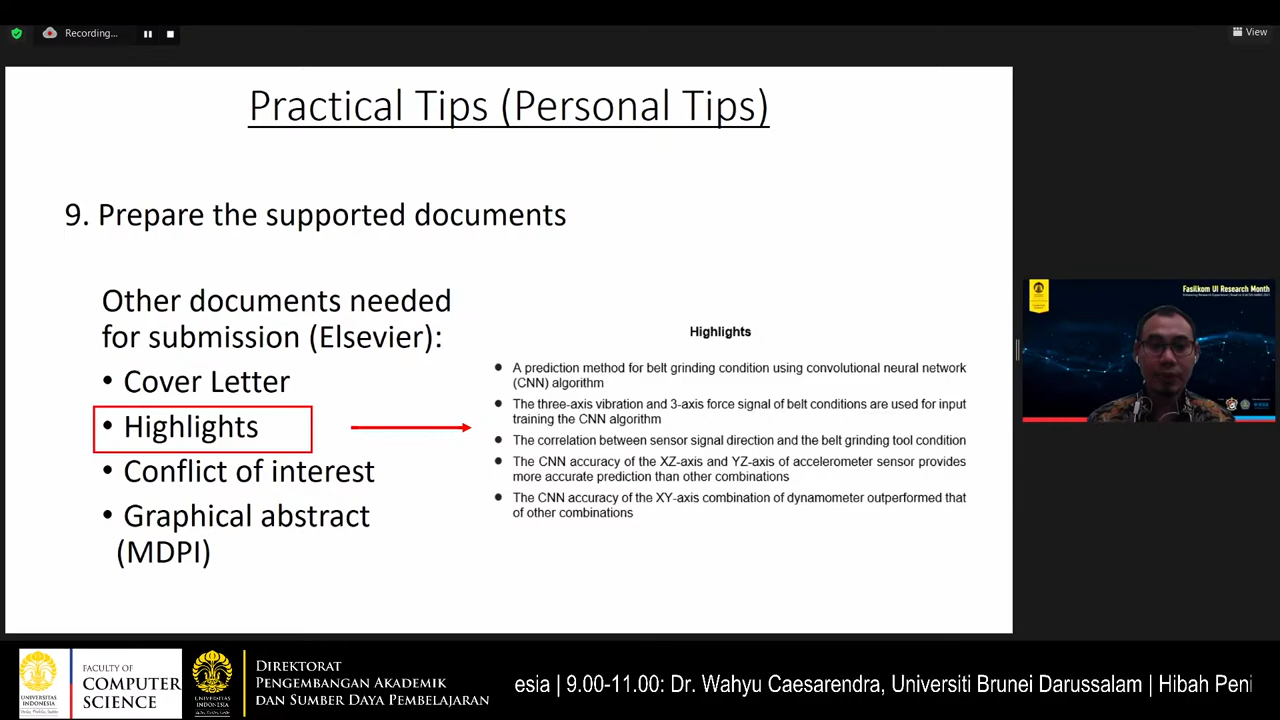 Recording...
View
Practical Tips (Personal Tips)
9. Prepare the supported documents
Other documents needed
for submission (Elsevier):
• Cover Letter
• Highlights
• Conflict of interest
• Graphical abstract
(MDPI)
Highlights
● A prediction method for belt grinding condition using convolutional neural network
(CNN) algorithm
● The three-axis vibration and 3-axis force signal of belt conditions are used for input
training the CNN algorithm
● The correlation between sensor signal direction and the belt grinding tool condition
● The CNN accuracy of the XZ-axis and YZ-axis of accelerometer sensor provides
more accurate prediction than other combinations
● The CNN accuracy of the XY-axis combination of dynamometer outperformed that
of other combinations
Fasilkom UI Research Month
FACULTY OF
COMPUTER
SCIENCE
UNIVERSITAS
INDONESIA
DIREKTORAT
PENGEMBANGAN AKADEMIK
DAN SUMBER DAYA PEMBELAJARAN
esia | 9.00-11.00: Dr. Wahyu Caesarendra, Universiti Brunei Darussalam | Hibah Peni